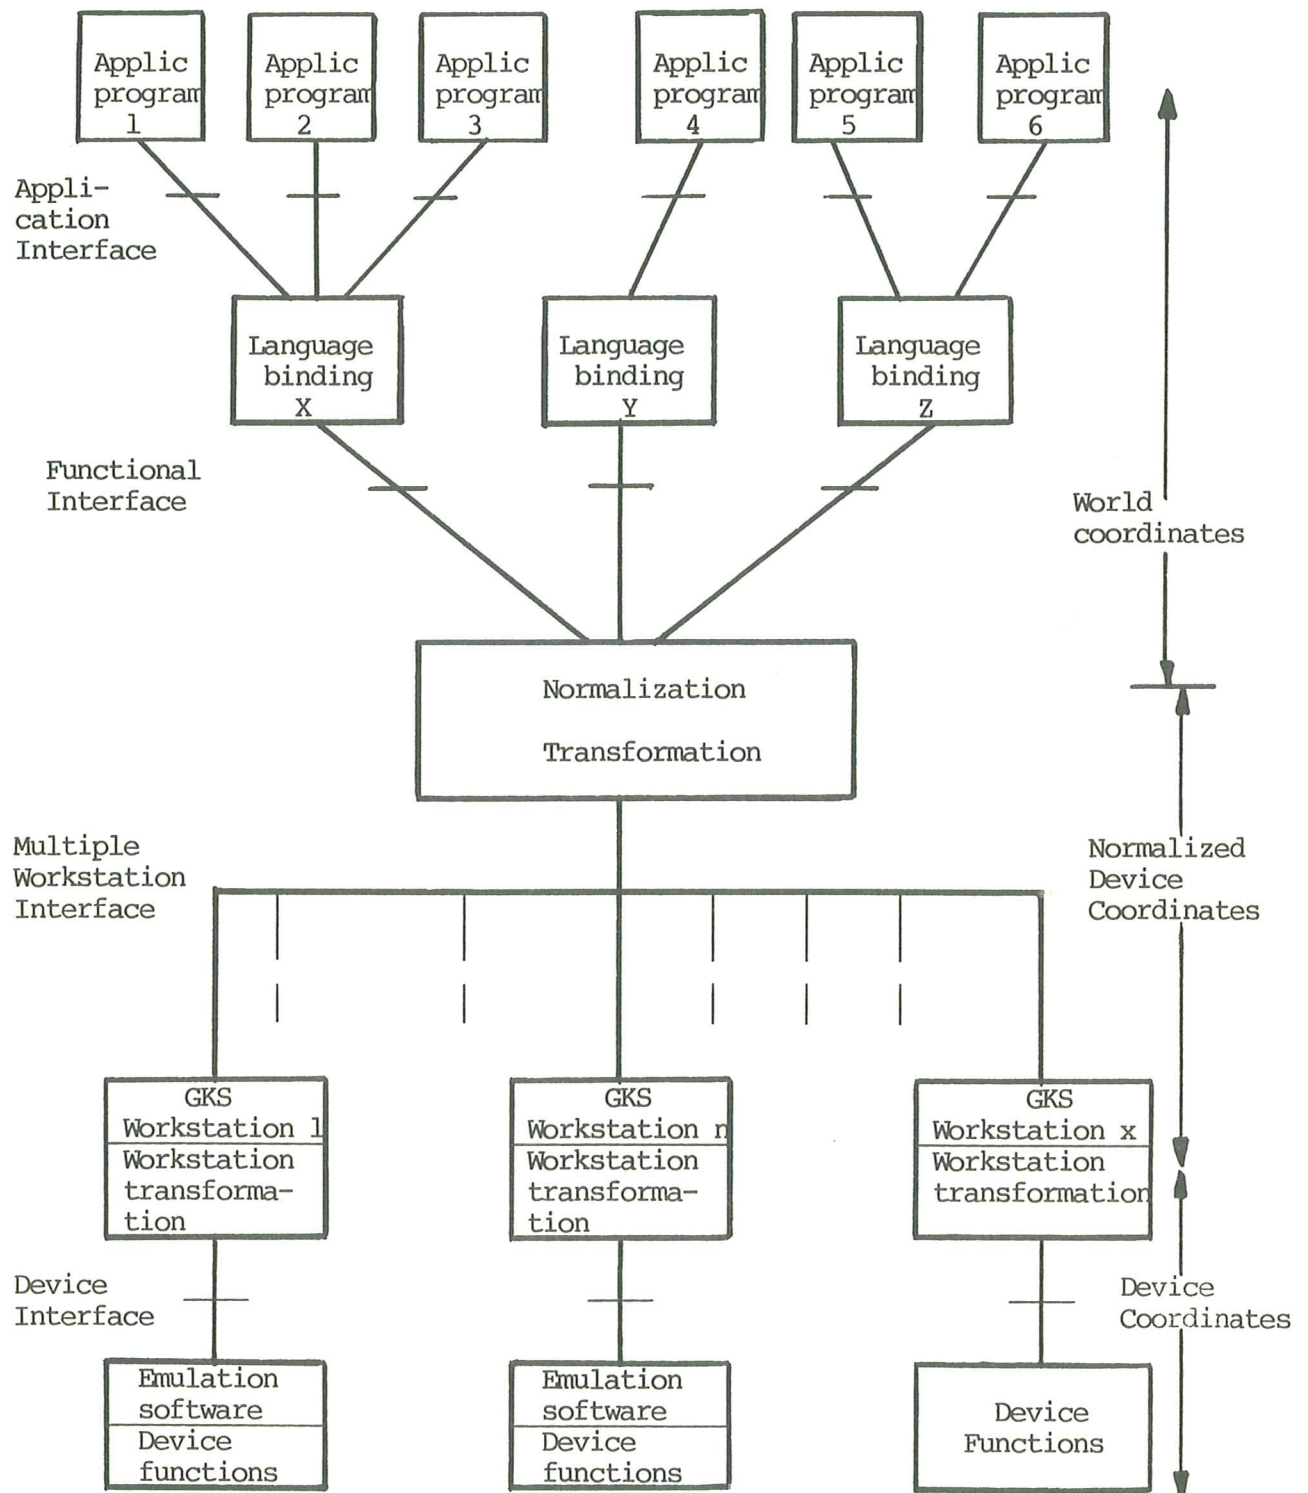 Applic
program
1
Applic
program
2
Applic
program
3
Applic
program
4
Applic
program
5
Applic
program
6
Appli-
cation
Interface
Language
binding
X
Language
binding
Y
Language
binding
Z
Functional
Interface
World
coordinates
Normalization
Transformation
Multiple
Workstation
Interface
Normalized
Device
Coordinates
GKS
Workstation 1
Workstation
transforma-
tion
GKS
Workstation n
Workstation
transforma-
tion
GKS
Workstation x
Workstation
transformation
Device
Interface
Device
Coordinates
Emulation
software
Device
functions
Emulation
software
Device
functions
Device
Functions